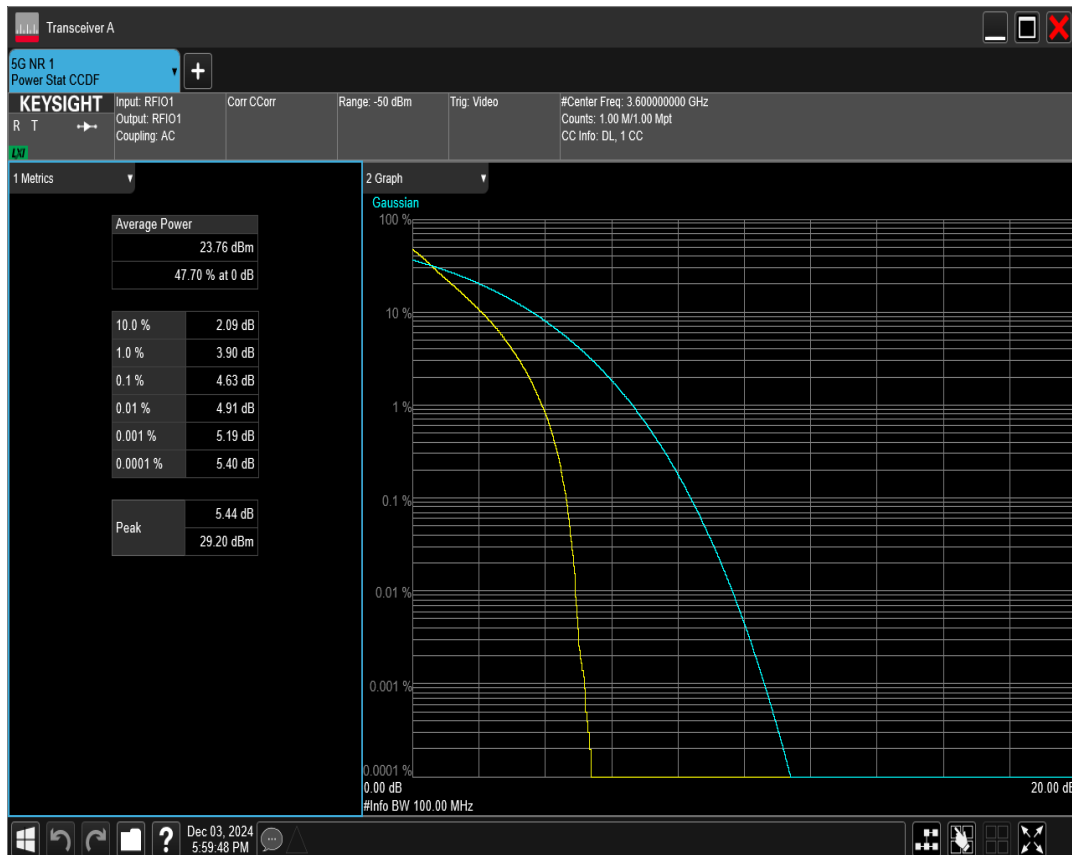 Transceiver A
5G NR 1
Power Stat CCDF
+
KEYSIGHT
R T
LXI
Input: RFIO1
Output: RFIO1
Coupling: AC
Corr CCorr
Range: -50 dBm
Trig: Video
#Center Freq: 3.600000000 GHz
Counts: 1.00 M/1.00 Mpt
CC Info: DL, 1 CC
1 Metrics
Average Power
23.76 dBm
47.70 % at 0 dB
10.0 % 2.09 dB
1.0 % 3.90 dB
0.1 % 4.63 dB
0.01 % 4.91 dB
0.001 % 5.19 dB
0.0001 % 5.40 dB
Peak 5.44 dB
29.20 dBm
2 Graph
Gaussian
100 %
10 %
1 %
0.1 %
0.01 %
0.001 %
0.0001 %
0.00 dB 20.00 dB
#Info BW 100.00 MHz
? Dec 03, 2024
5:59:48 PM